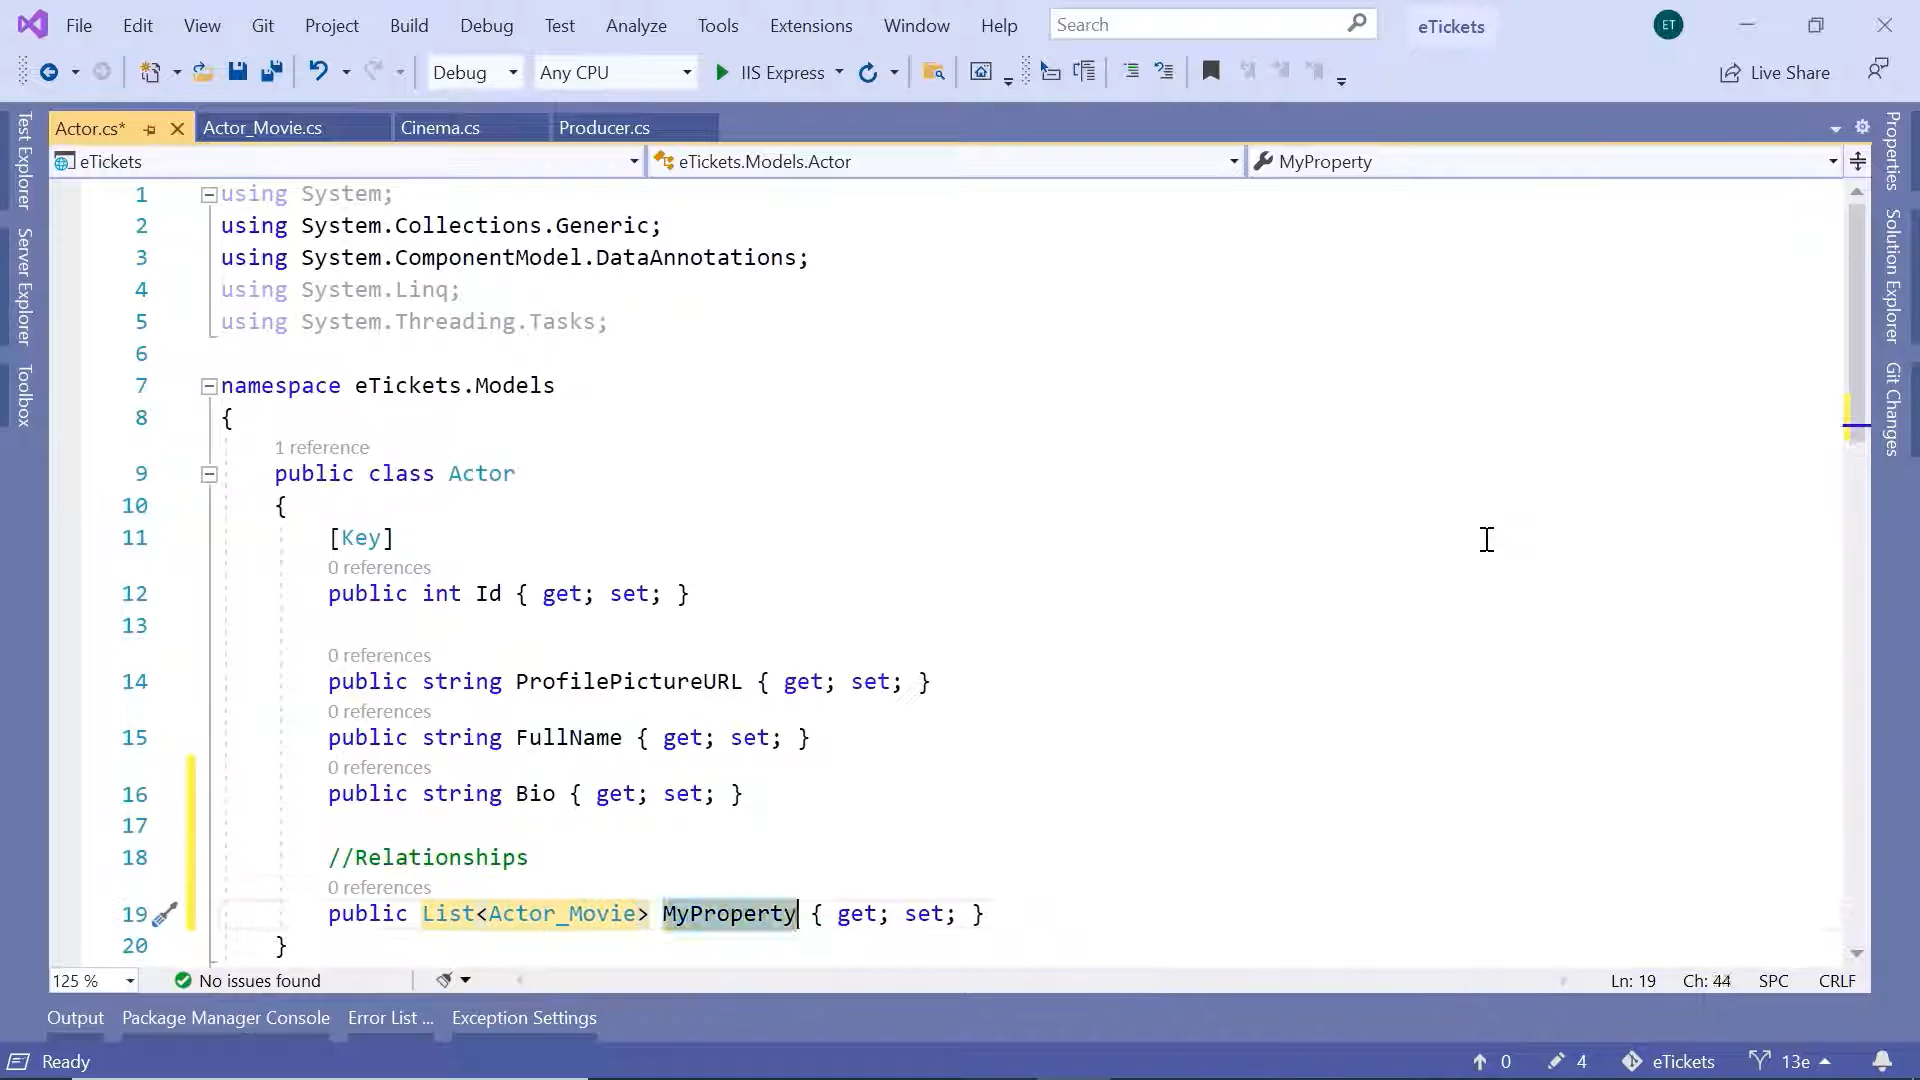 File Edit View Git Project Build Debug Test Analyze Tools Extensions Window Help Search eTickets ET
Debug Any CPU IIS Express Live Share
Actor.cs* Actor_Movie.cs Cinema.cs Producer.cs
eTickets eTickets.Models.Actor MyProperty
Test Explorer
Server Explorer
Toolbox
1 using System;
2 using System.Collections.Generic;
3 using System.ComponentModel.DataAnnotations;
4 using System.Linq;
5 using System.Threading.Tasks;
6
7 namespace eTickets.Models
8 {
1 reference
9 public class Actor
10 {
11 [Key]
0 references
12 public int Id { get; set; }
13
0 references
14 public string ProfilePictureURL { get; set; }
0 references
15 public string FullName { get; set; }
0 references
16 public string Bio { get; set; }
17
18 //Relationships
0 references
19 public List<Actor_Movie> MyProperty { get; set; }
20 }
Properties
Solution Explorer
Git Changes
125 % No issues found Ln: 19 Ch: 44 SPC CRLF
Output Package Manager Console Error List ... Exception Settings
Ready 0 4 eTickets 13e